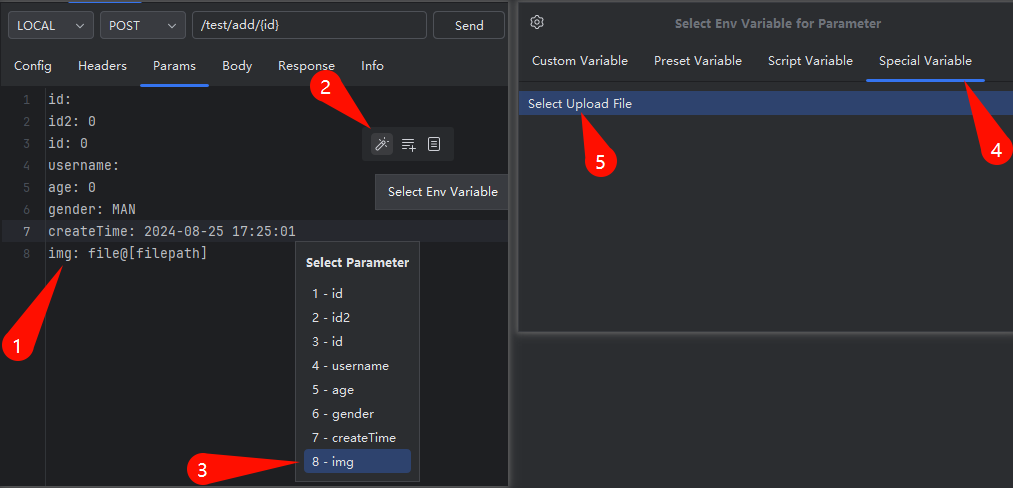 LOCAL POST /test/add/{id} Send
Config Headers Params Body Response Info
1 id:
2 id2: 0
3 id: 0
4 username:
5 age: 0
6 gender: MAN
7 createTime: 2024-08-25 17:25:01
8 img: file@[filepath]
1
2
Select Env Variable
Select Parameter
1 - id
2 - id2
3 - id
4 - username
5 - age
6 - gender
7 - createTime
8 - img
3
Select Env Variable for Parameter
Custom Variable Preset Variable Script Variable Special Variable
Select Upload File
4
5